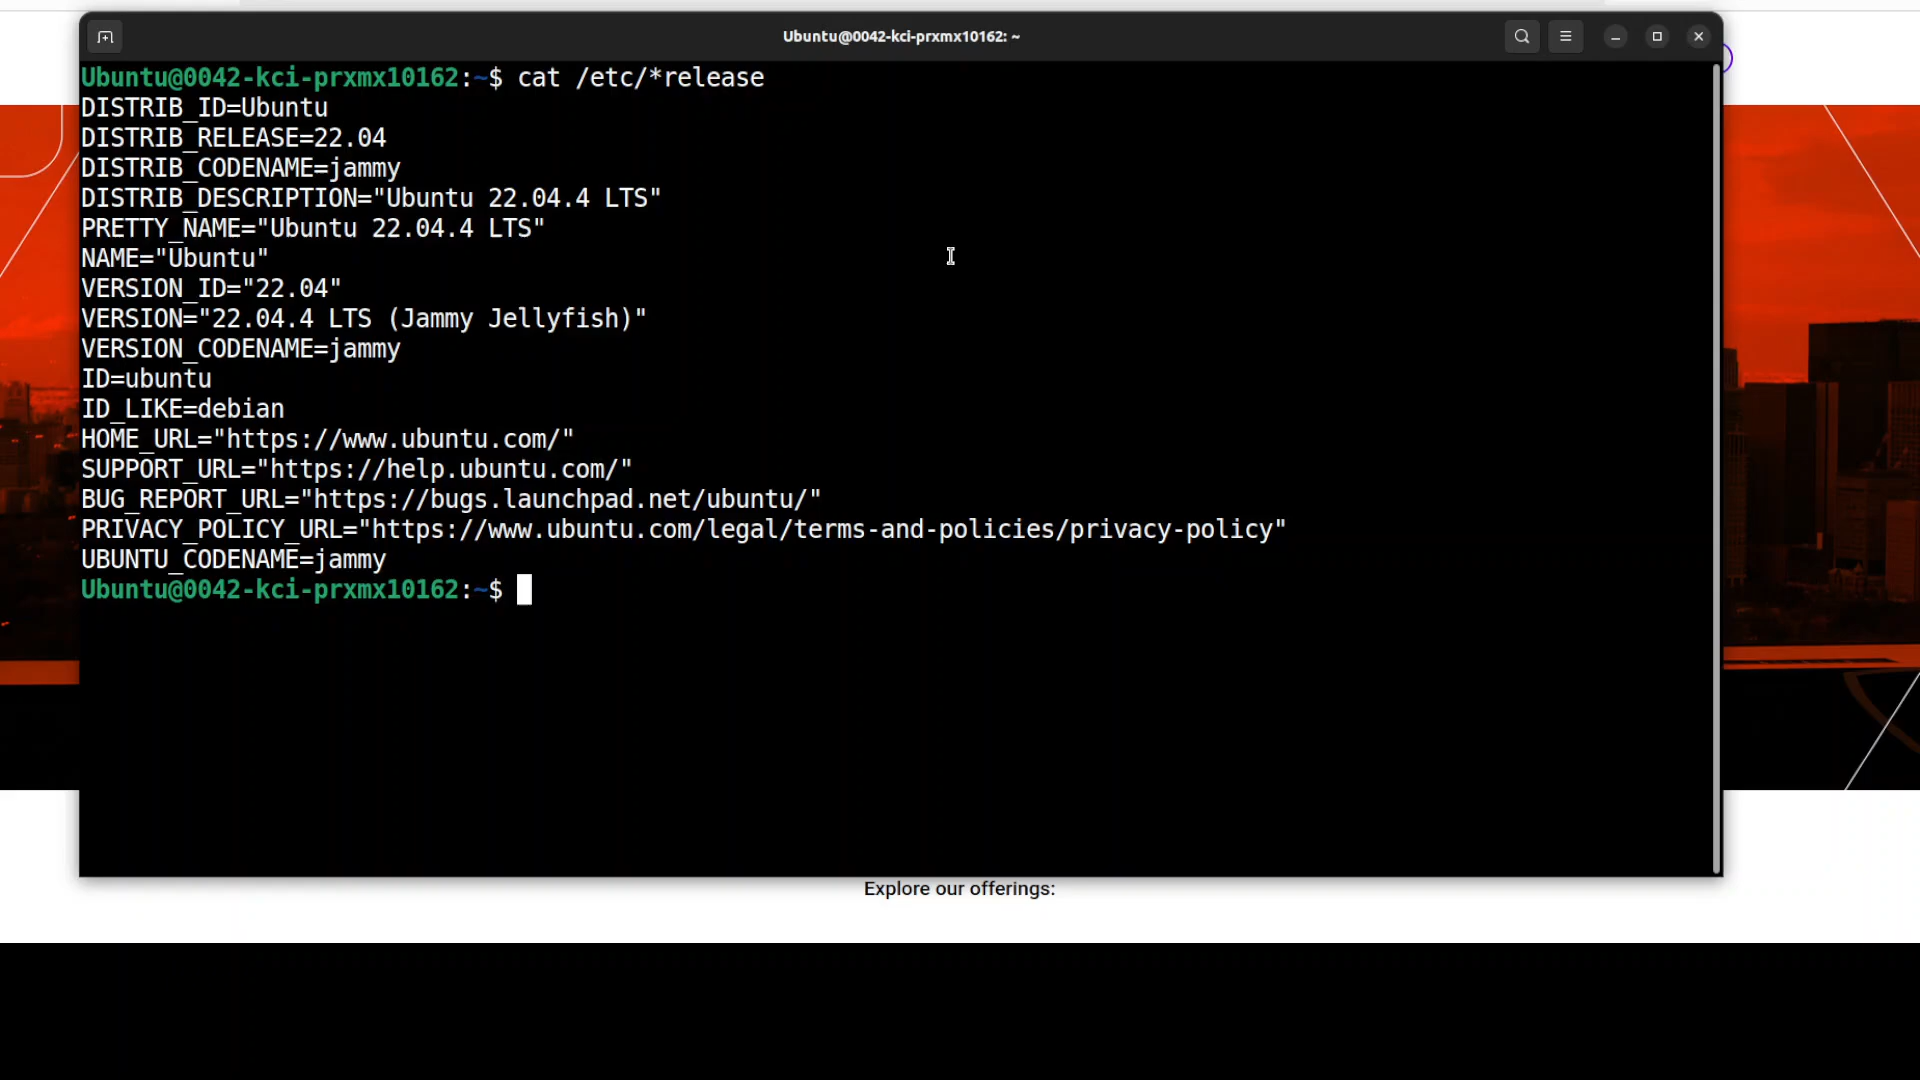 Ubuntu@0042-kci-prxmx10162: ~
Ubuntu@0042-kci-prxmx10162:~$ cat /etc/*release
DISTRIB_ID=Ubuntu
DISTRIB_RELEASE=22.04
DISTRIB_CODENAME=jammy
DISTRIB_DESCRIPTION="Ubuntu 22.04.4 LTS"
PRETTY_NAME="Ubuntu 22.04.4 LTS"
NAME="Ubuntu"
VERSION_ID="22.04"
VERSION="22.04.4 LTS (Jammy Jellyfish)"
VERSION_CODENAME=jammy
ID=ubuntu
ID_LIKE=debian
HOME_URL="https://www.ubuntu.com/"
SUPPORT_URL="https://help.ubuntu.com/"
BUG_REPORT_URL="https://bugs.launchpad.net/ubuntu/"
PRIVACY_POLICY_URL="https://www.ubuntu.com/legal/terms-and-policies/privacy-policy"
UBUNTU_CODENAME=jammy
Ubuntu@0042-kci-prxmx10162:~$
Explore our offerings: